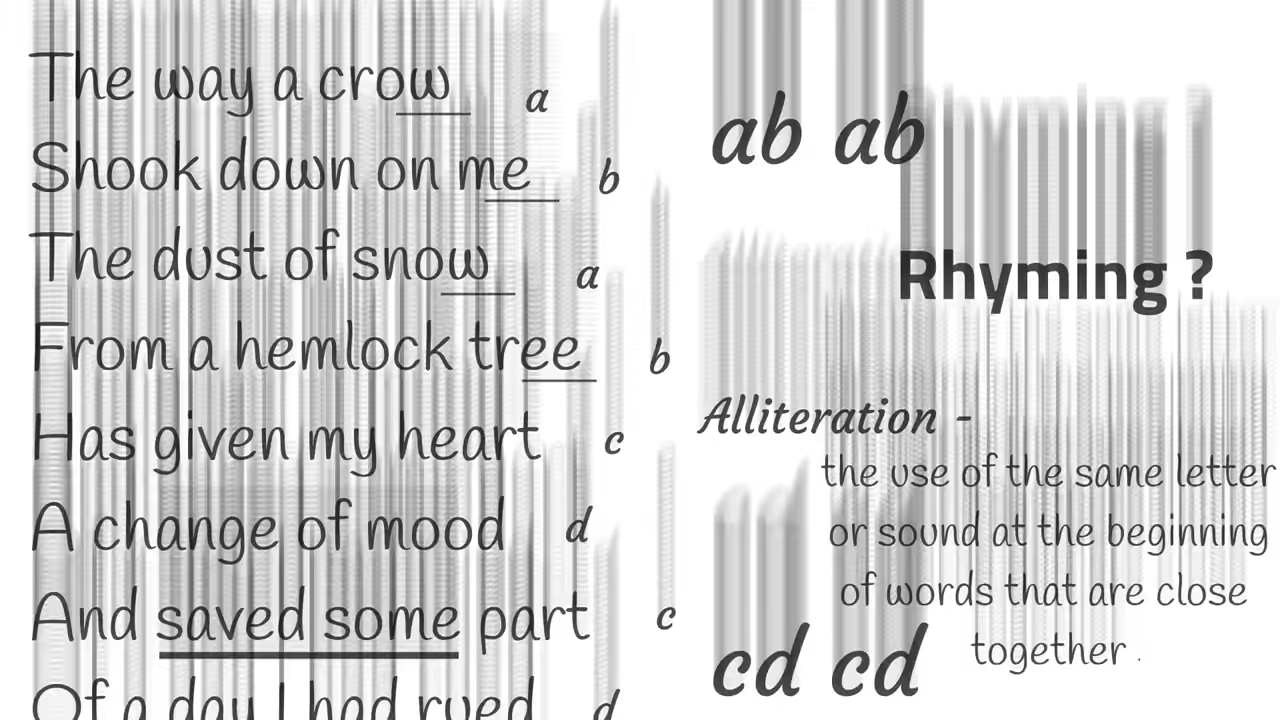 The way a crow a
Shook down on me b
The dust of snow a
From a hemlock tree b
Has given my heart c
A change of mood d
And saved some part c
Of a day I had rued d
ab ab
Rhyming ?
Alliteration -
the use of the same letter
or sound at the beginning
of words that are close
together .
cd cd